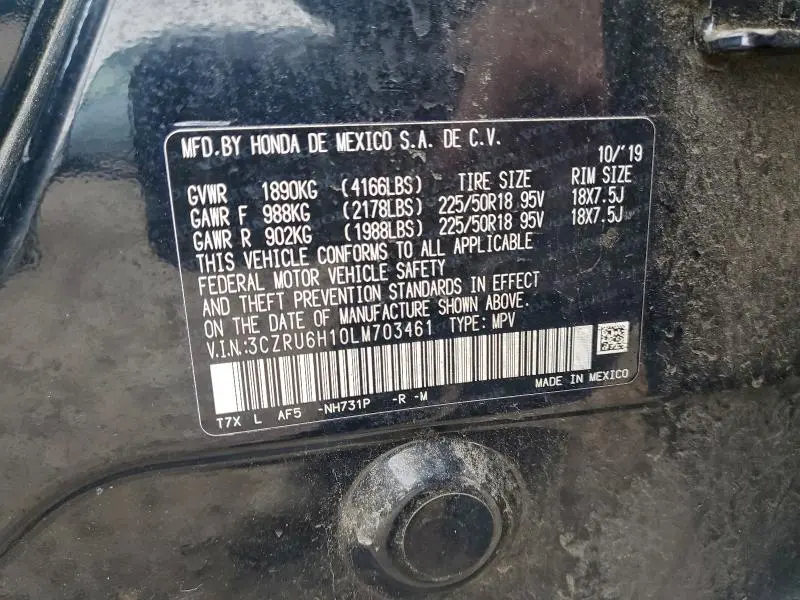 MFD. BY HONDA DE MEXICO S.A. DE C.V.
10/'19
GVWR 1890KG (4166LBS) TIRE SIZE RIM SIZE
GAWR F 988KG (2178LBS) 225/50R18 95V 18X7.5J
GAWR R 902KG (1988LBS) 225/50R18 95V 18X7.5J
THIS VEHICLE CONFORMS TO ALL APPLICABLE
FEDERAL MOTOR VEHICLE SAFETY
AND THEFT PREVENTION STANDARDS IN EFFECT
ON THE DATE OF MANUFACTURE SHOWN ABOVE.
V.I.N:3CZRU6H10LM703461 TYPE: MPV
MADE IN MEXICO
T7X L AF5 -NH731P -R -M